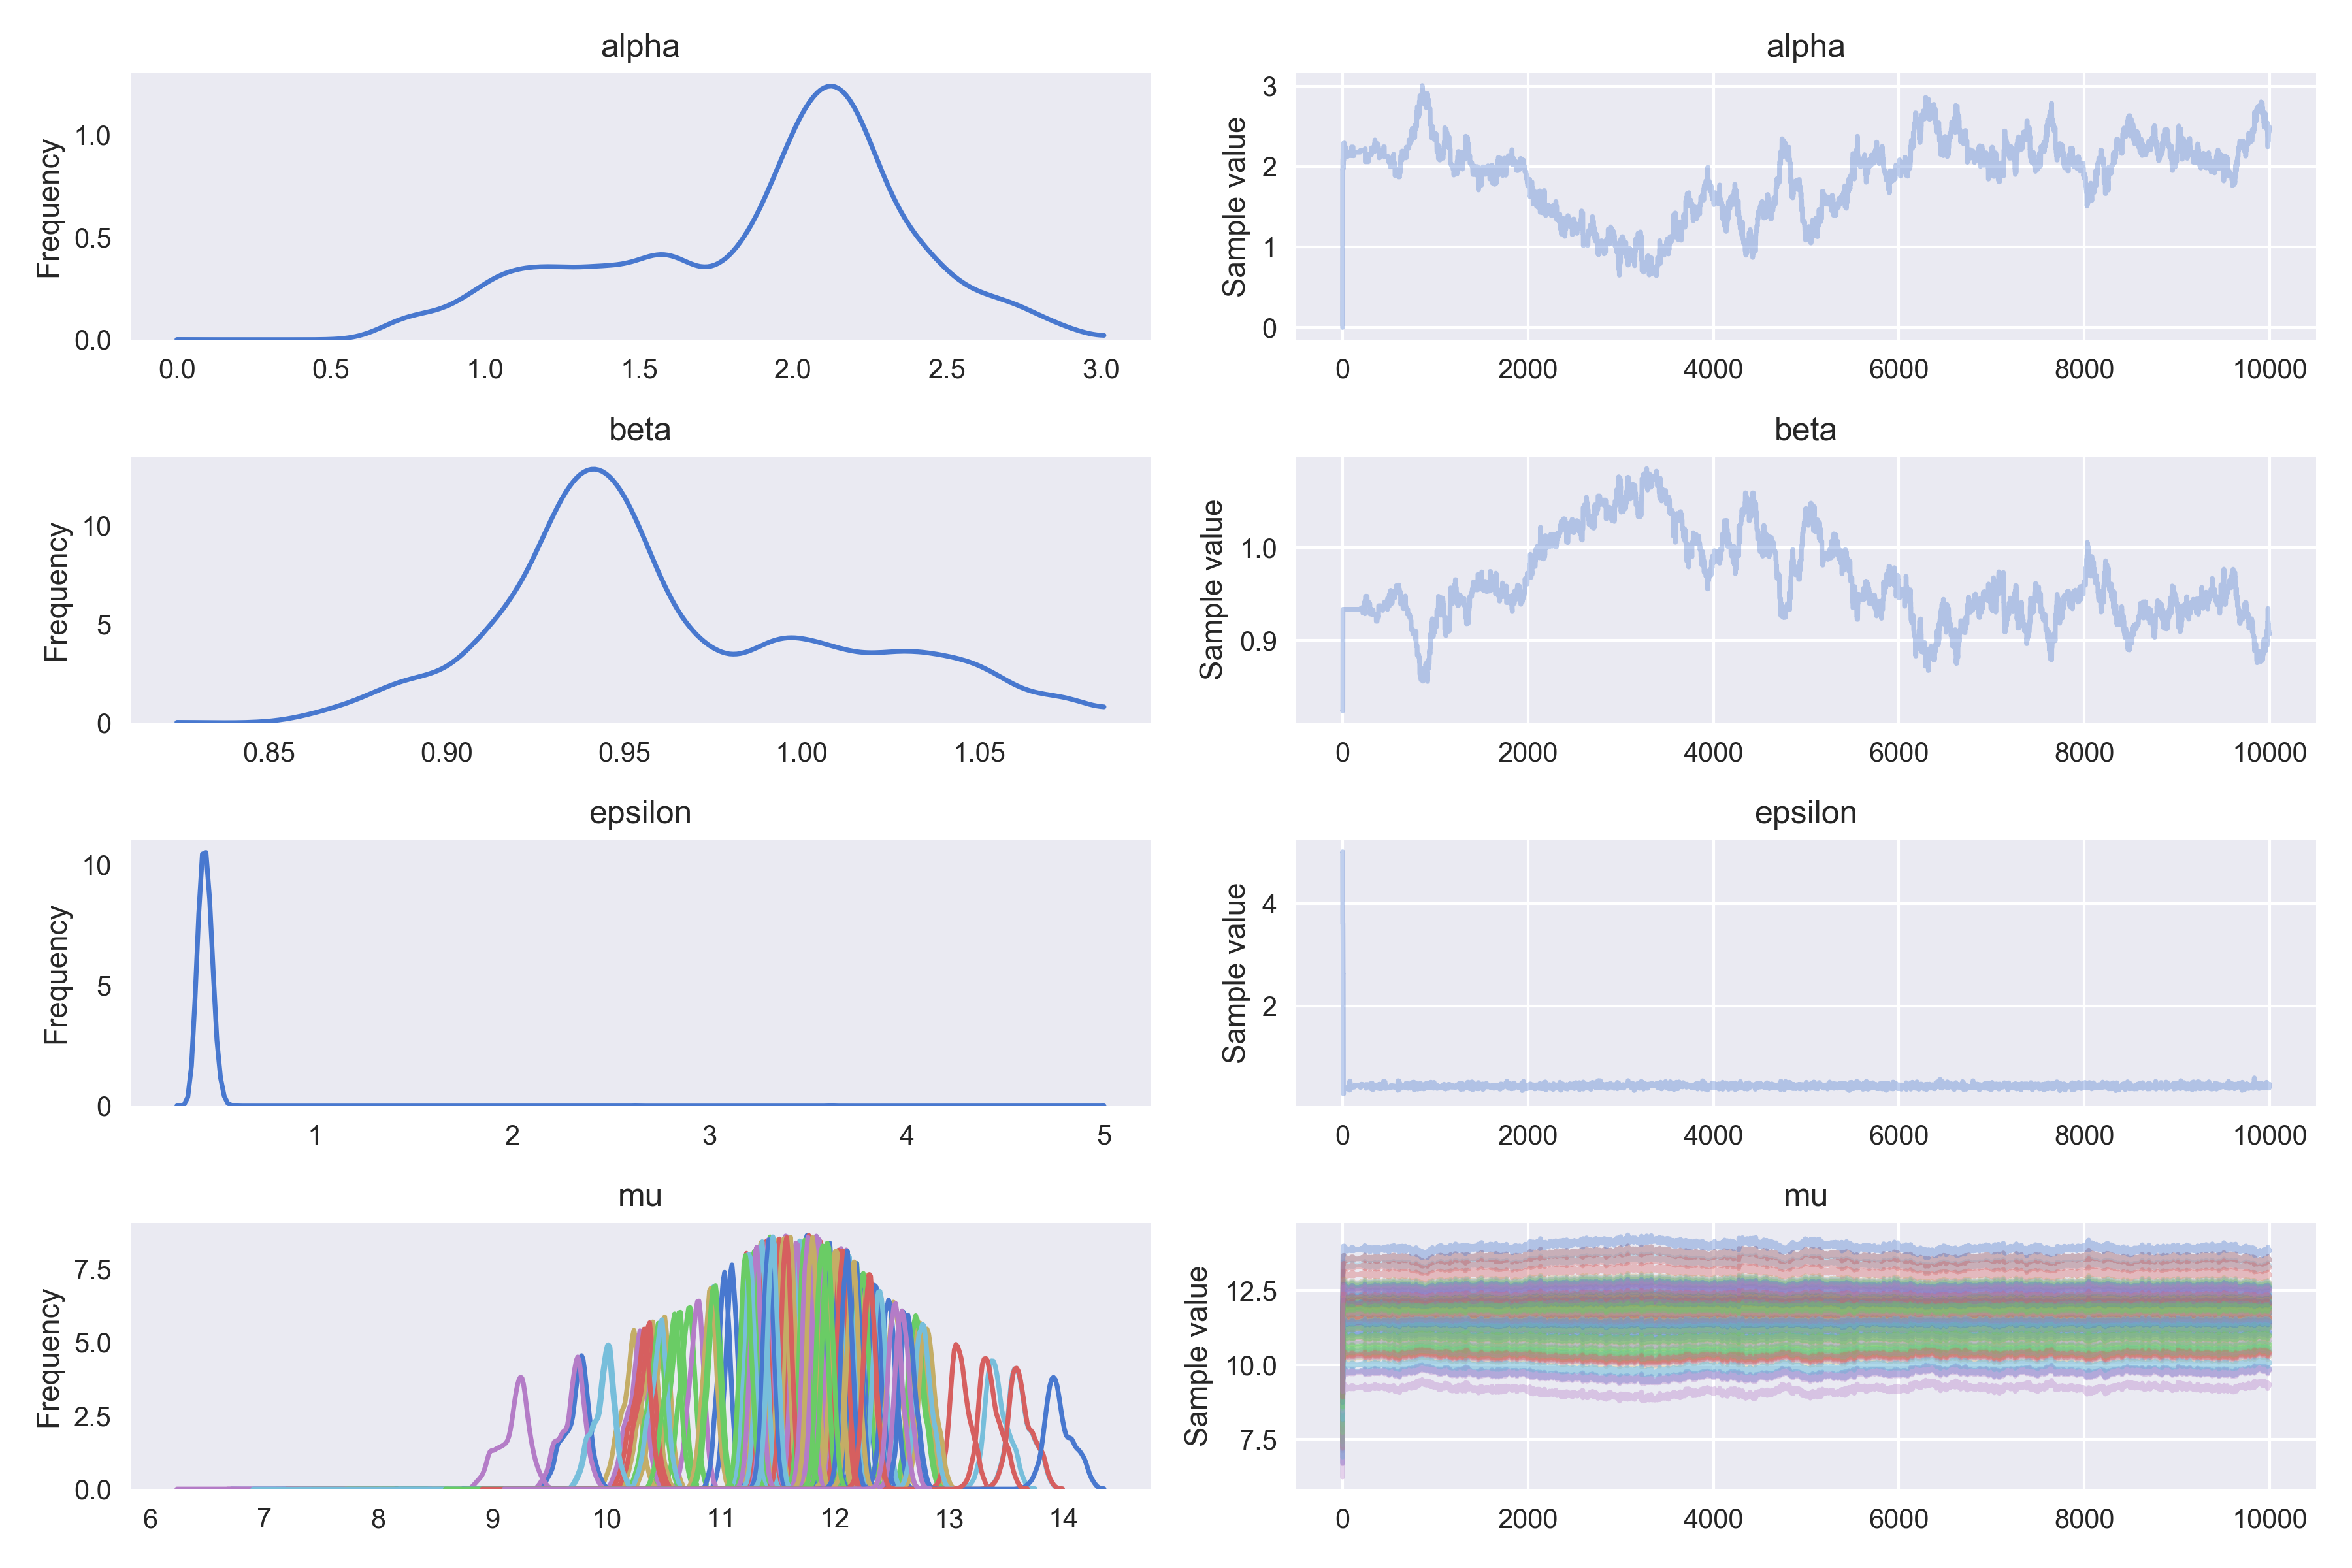 alpha
Frequency
1.0
0.5
0.0
0.0 0.5 1.0 1.5 2.0 2.5 3.0
alpha
Sample value
3
2
1
0
0 2000 4000 6000 8000 10000
beta
Frequency
10
5
0
0.85 0.90 0.95 1.00 1.05
beta
Sample value
1.0
0.9
0 2000 4000 6000 8000 10000
epsilon
Frequency
10
5
0
1 2 3 4 5
epsilon
Sample value
4
2
0 2000 4000 6000 8000 10000
mu
Frequency
7.5
5.0
2.5
0.0
6 7 8 9 10 11 12 13 14
mu
Sample value
12.5
10.0
7.5
0 2000 4000 6000 8000 10000